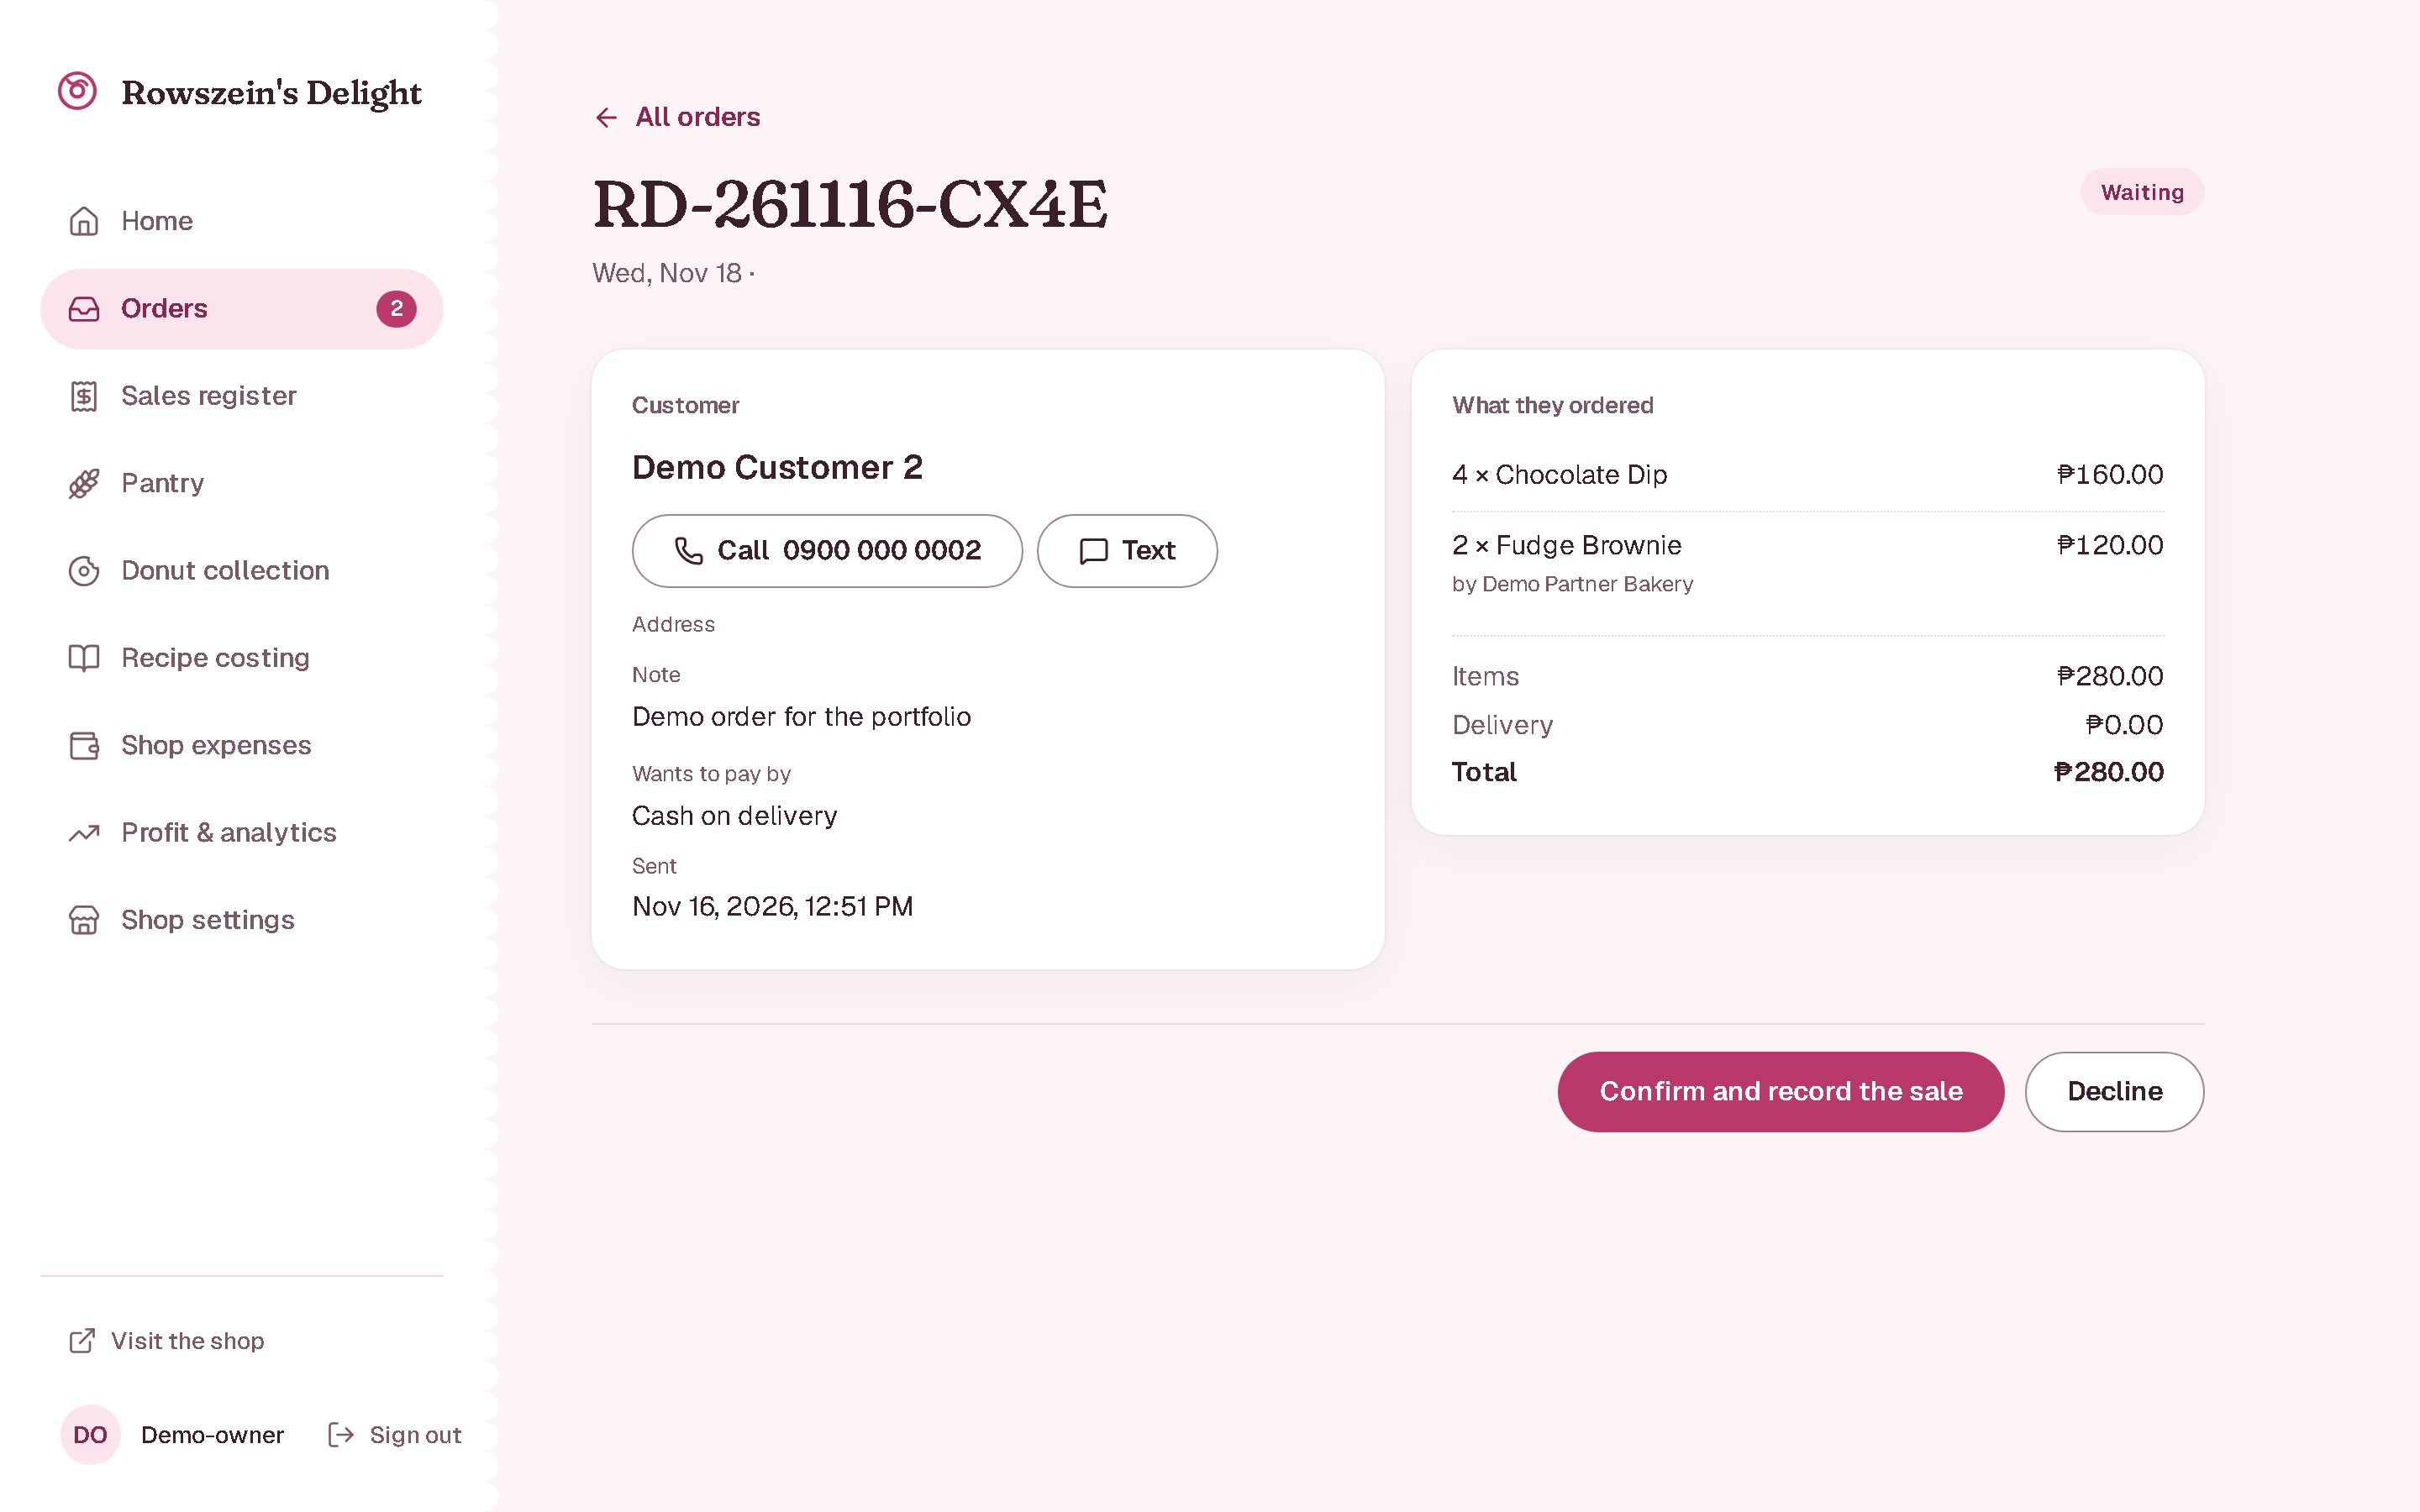 Rowszein's Delight
Home
Orders 2
Sales register
Pantry
Donut collection
Recipe costing
Shop expenses
Profit & analytics
Shop settings
Visit the shop
DO Demo-owner Sign out
← All orders
RD-261116-CX4E
Waiting
Wed, Nov 18 ·
Customer
Demo Customer 2
Call 0900 000 0002
Text
Address
Note
Demo order for the portfolio
Wants to pay by
Cash on delivery
Sent
Nov 16, 2026, 12:51 PM
What they ordered
4 × Chocolate Dip ₱160.00
2 × Fudge Brownie ₱120.00
by Demo Partner Bakery
Items ₱280.00
Delivery ₱0.00
Total ₱280.00
Confirm and record the sale
Decline